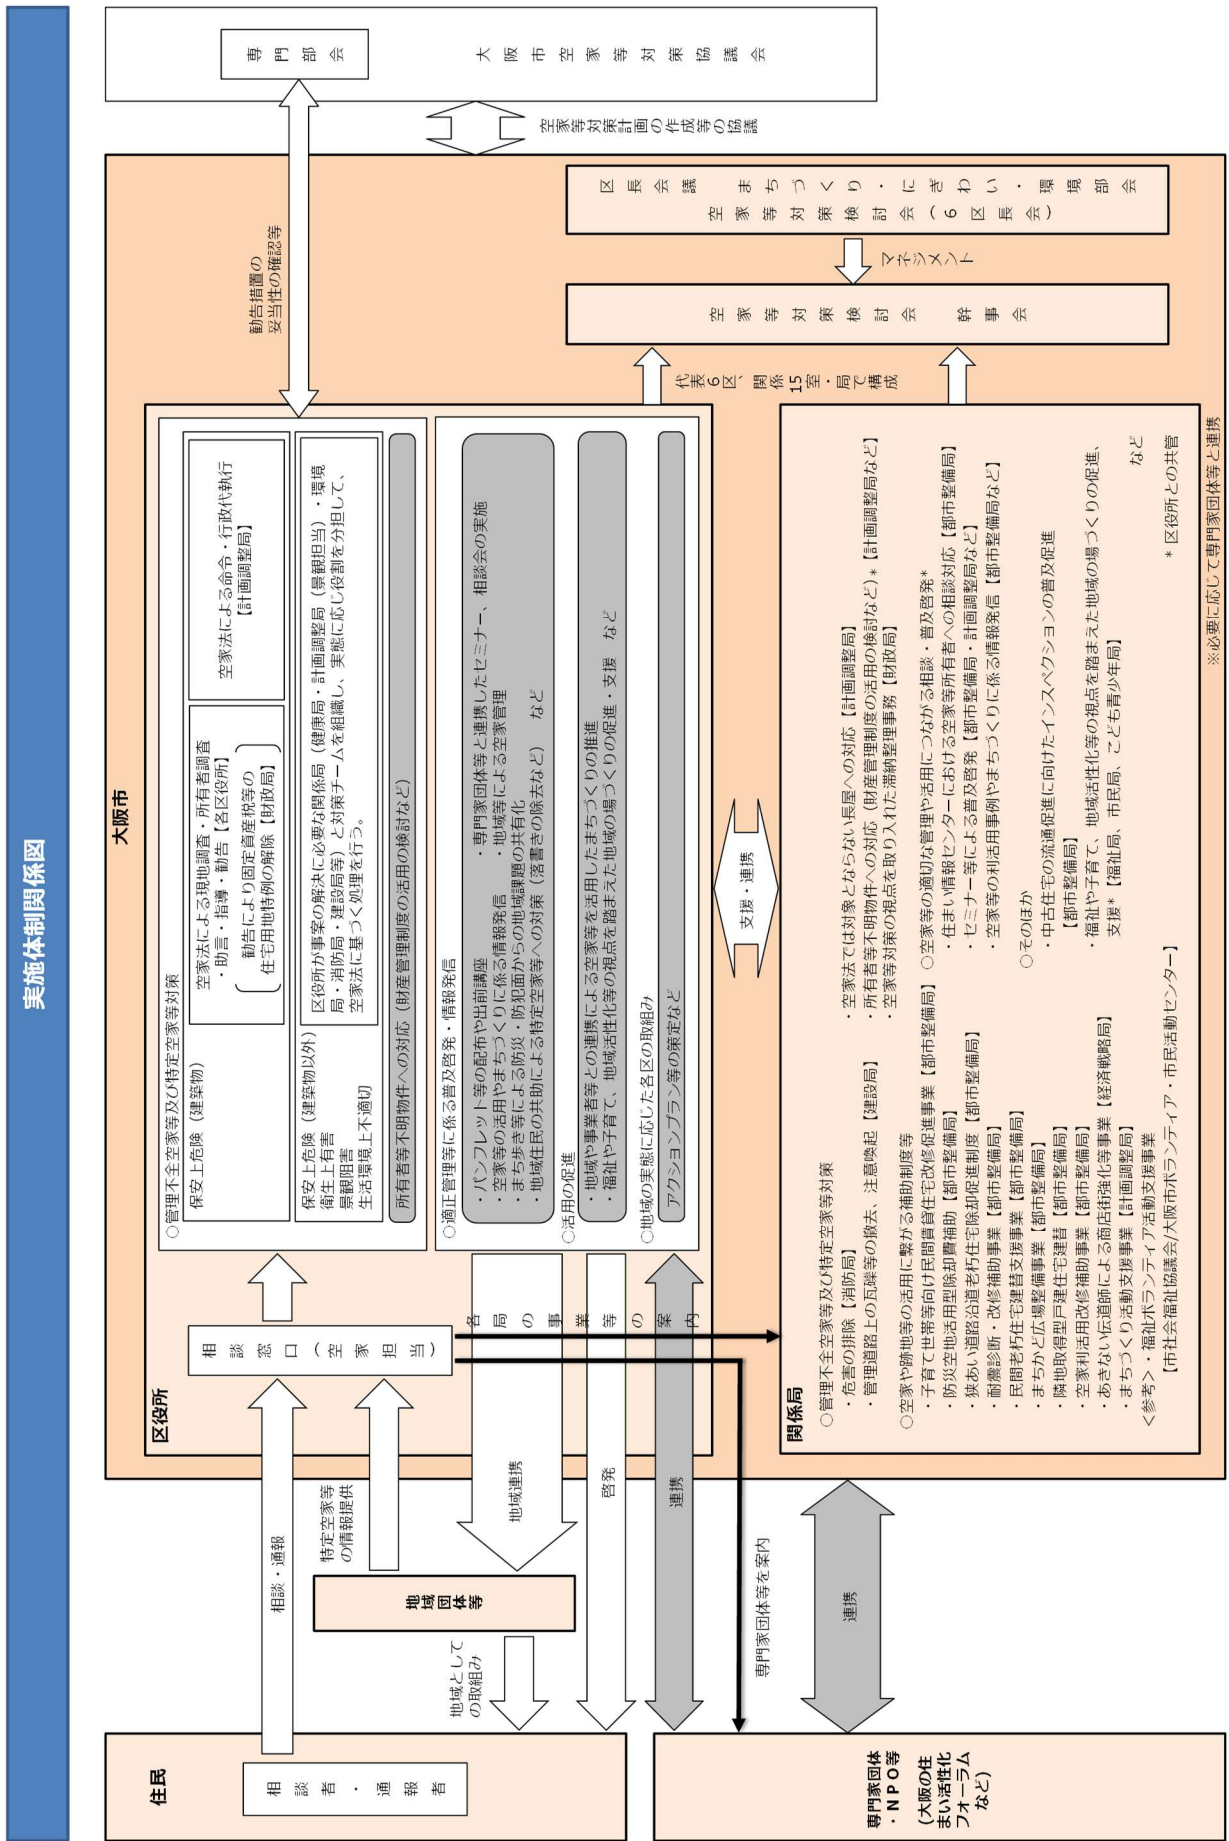 実施体制関係図
住民
相談者・通報者
専門家団体
・NPO等
(大阪の住
まい活性化
フォーラム
など)
相談・通報
特定空家等
の情報提供
地域団体等
地域として
の取組み
地域連携
啓発
連携
専門家団体等を案内
連携
大阪市
区役所
相談窓口(空家担当)
各局の事業等の案内
○管理不全空家等及び特定空家等対策
保安上危険(建築物)
空家法による現地調査・所有者調査
・助言・指導・勧告【各区役所】
勧告により固定資産税等の
住宅用地特例の解除【財政局】
空家法による命令・行政代執行
【計画調整局】
保安上危険(建築物以外)
衛生上有害
景観阻害
生活環境上不適切
区役所が事案の解決に必要な関係局(健康局・計画調整局(景観担当)・環境
局・消防局・建設局等)と対策チームを組織し、実態に応じ役割を分担して、
空家法に基づく処理を行う。
所有者等不明物件への対応(財産管理制度の活用の検討など)
○適正管理等に係る普及啓発・情報発信
・パンフレット等の配布や出前講座 ・専門家団体等と連携したセミナー、相談会の実施
・空家等の活用やまちづくりに係る情報発信 ・地域等による空家管理
・まち歩き等による防災・防犯面からの地域課題の共有化
・地域住民の共助による特定空家等への対策(落書きの除去など) など
○活用の促進
・地域や事業者等との連携による空家等を活用したまちづくりの推進
・福祉や子育て、地域活性化等の視点を踏まえた地域の場づくりの促進・支援 など
○地域の実態に応じた各区の取組み
アクションプラン等の策定など
支援・連携
関係局
○管理不全空家等及び特定空家等対策
・危害の排除【消防局】
・管理道路上の瓦礫等の撤去、注意喚起【建設局】
・空家法では対象とならない長屋への対応【計画調整局】
・所有者等不明物件への対応(財産管理制度の活用の検討など)*【計画調整局など】
・空家等対策の視点を取り入れた滞納整理事務【財政局】
○空家や跡地等の活用に繋がる補助制度等
・子育て世帯等向け民間賃貸住宅改修促進事業【都市整備局】
・防災空地活用型除却費補助【都市整備局】
・狭あい道路沿道老朽住宅除却促進制度【都市整備局】
・耐震診断・改修補助事業【都市整備局】
・民間老朽住宅建替支援事業【都市整備局】
・まちかど広場整備事業【都市整備局】
・隣地取得型戸建住宅建替【都市整備局】
・空家利活用改修補助事業【都市整備局】
・あきない伝道師による商店街強化等事業【経済戦略局】
・まちづくり活動支援事業【計画調整局】
<参考>・福祉ボランティア活動支援事業
【市社会福祉協議会/大阪市ボランティア・市民活動センター】
○空家等の適切な管理や活用につながる相談・普及啓発*
・住まい情報センターにおける空家等所有者への相談対応【都市整備局】
・セミナー等による普及啓発【都市整備局・計画調整局など】
・空家等の利活用事例やまちづくりに係る情報発信【都市整備局など】
○そのほか
・中古住宅の流通促進に向けたインスペクションの普及促進
【都市整備局】
・福祉や子育て、地域活性化等の視点を踏まえた地域の場づくりの促進、
支援*【福祉局、市民局、こども青少年局】 など
*区役所との共管
※必要に応じて専門家団体等と連携
勧告措置の
妥当性の確認等
代表6区、関係15室・局で構成
空家等対策検討会 幹事会
マネジメント
区長会議 まちづくり・にぎわい・環境部会
空家等対策検討会(6区長会)
空家等対策計画の作成等の協議
専門部会
大阪市空家等対策協議会